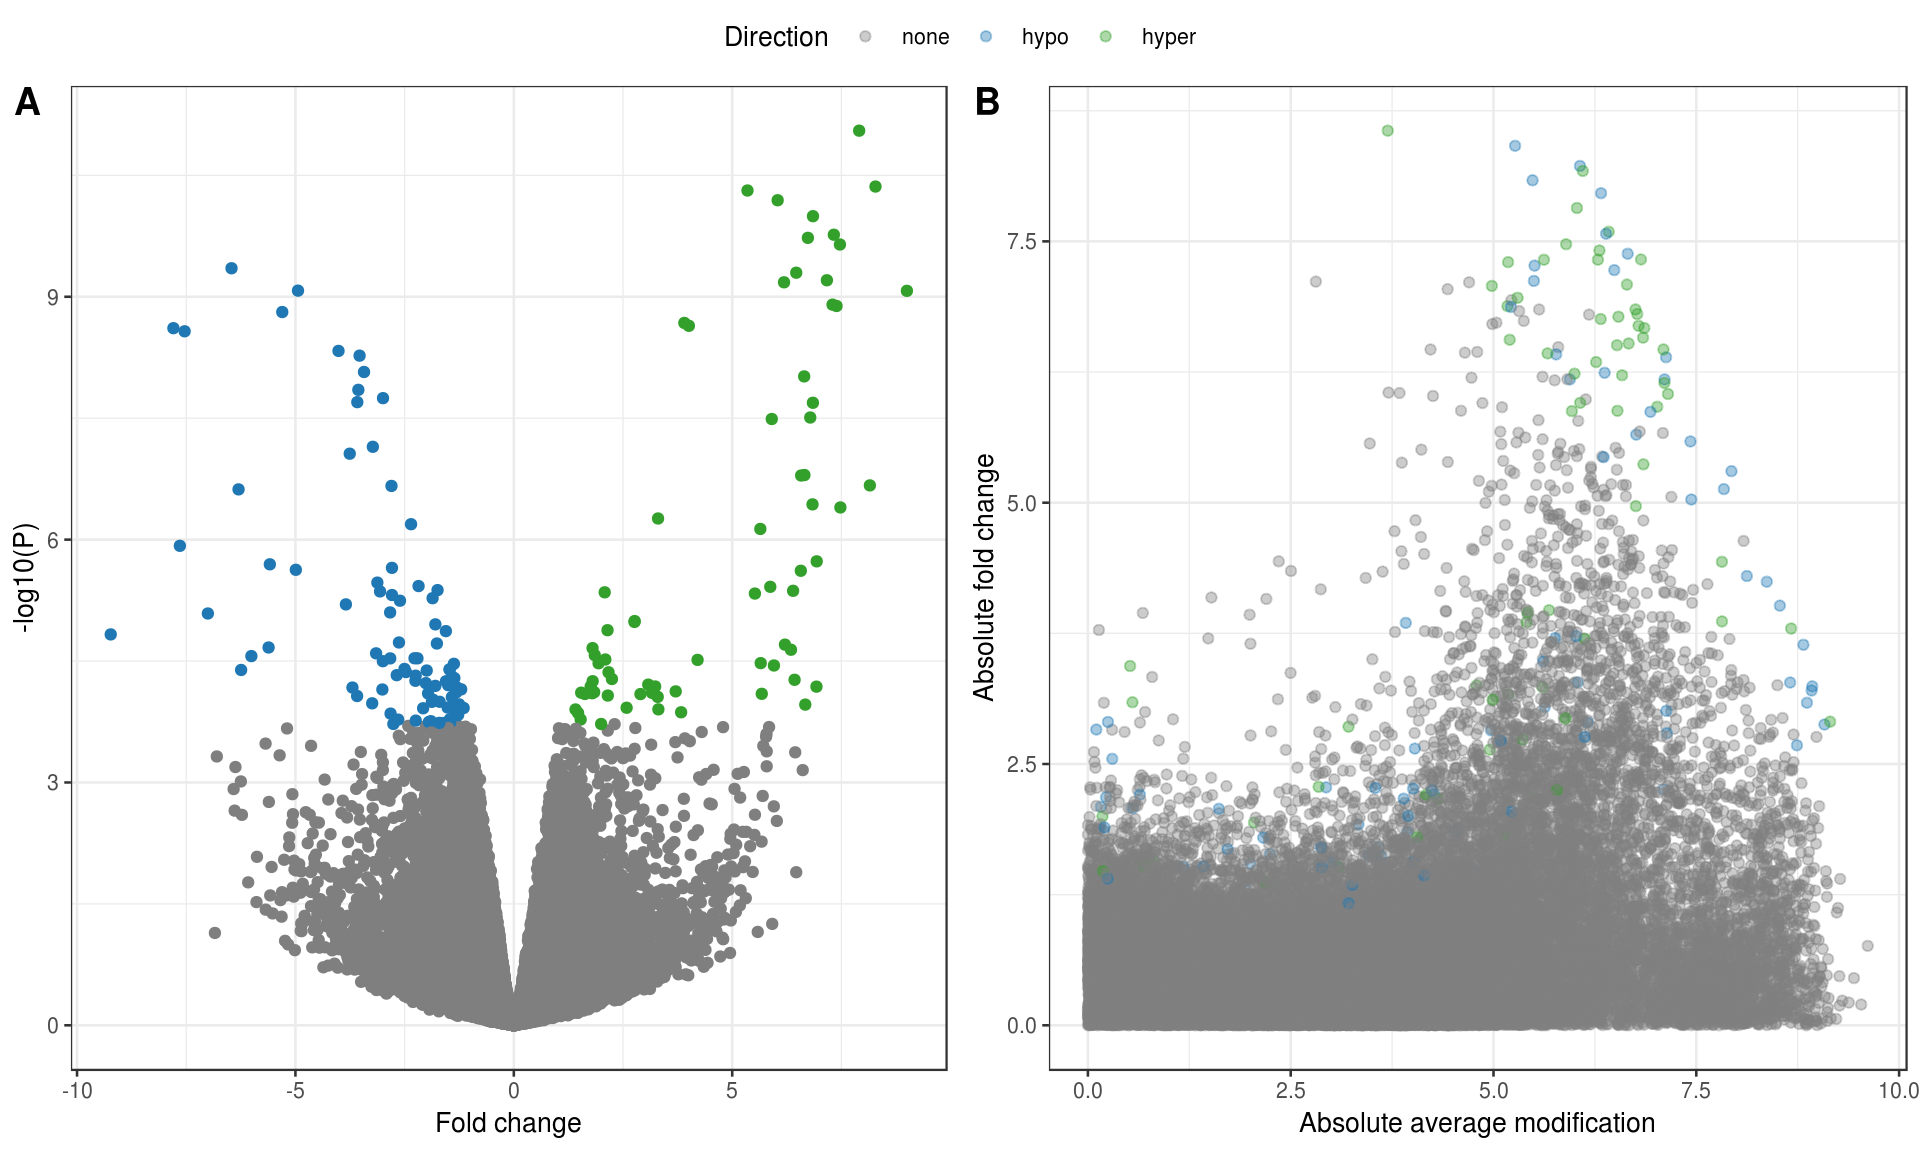 Direction none hypo hyper
A
B
9
6
3
0
-log10(P)
-10 -5 0 5
Fold change
7.5
5.0
2.5
0.0
Absolute fold change
0.0 2.5 5.0 7.5 10.0
Absolute average modification